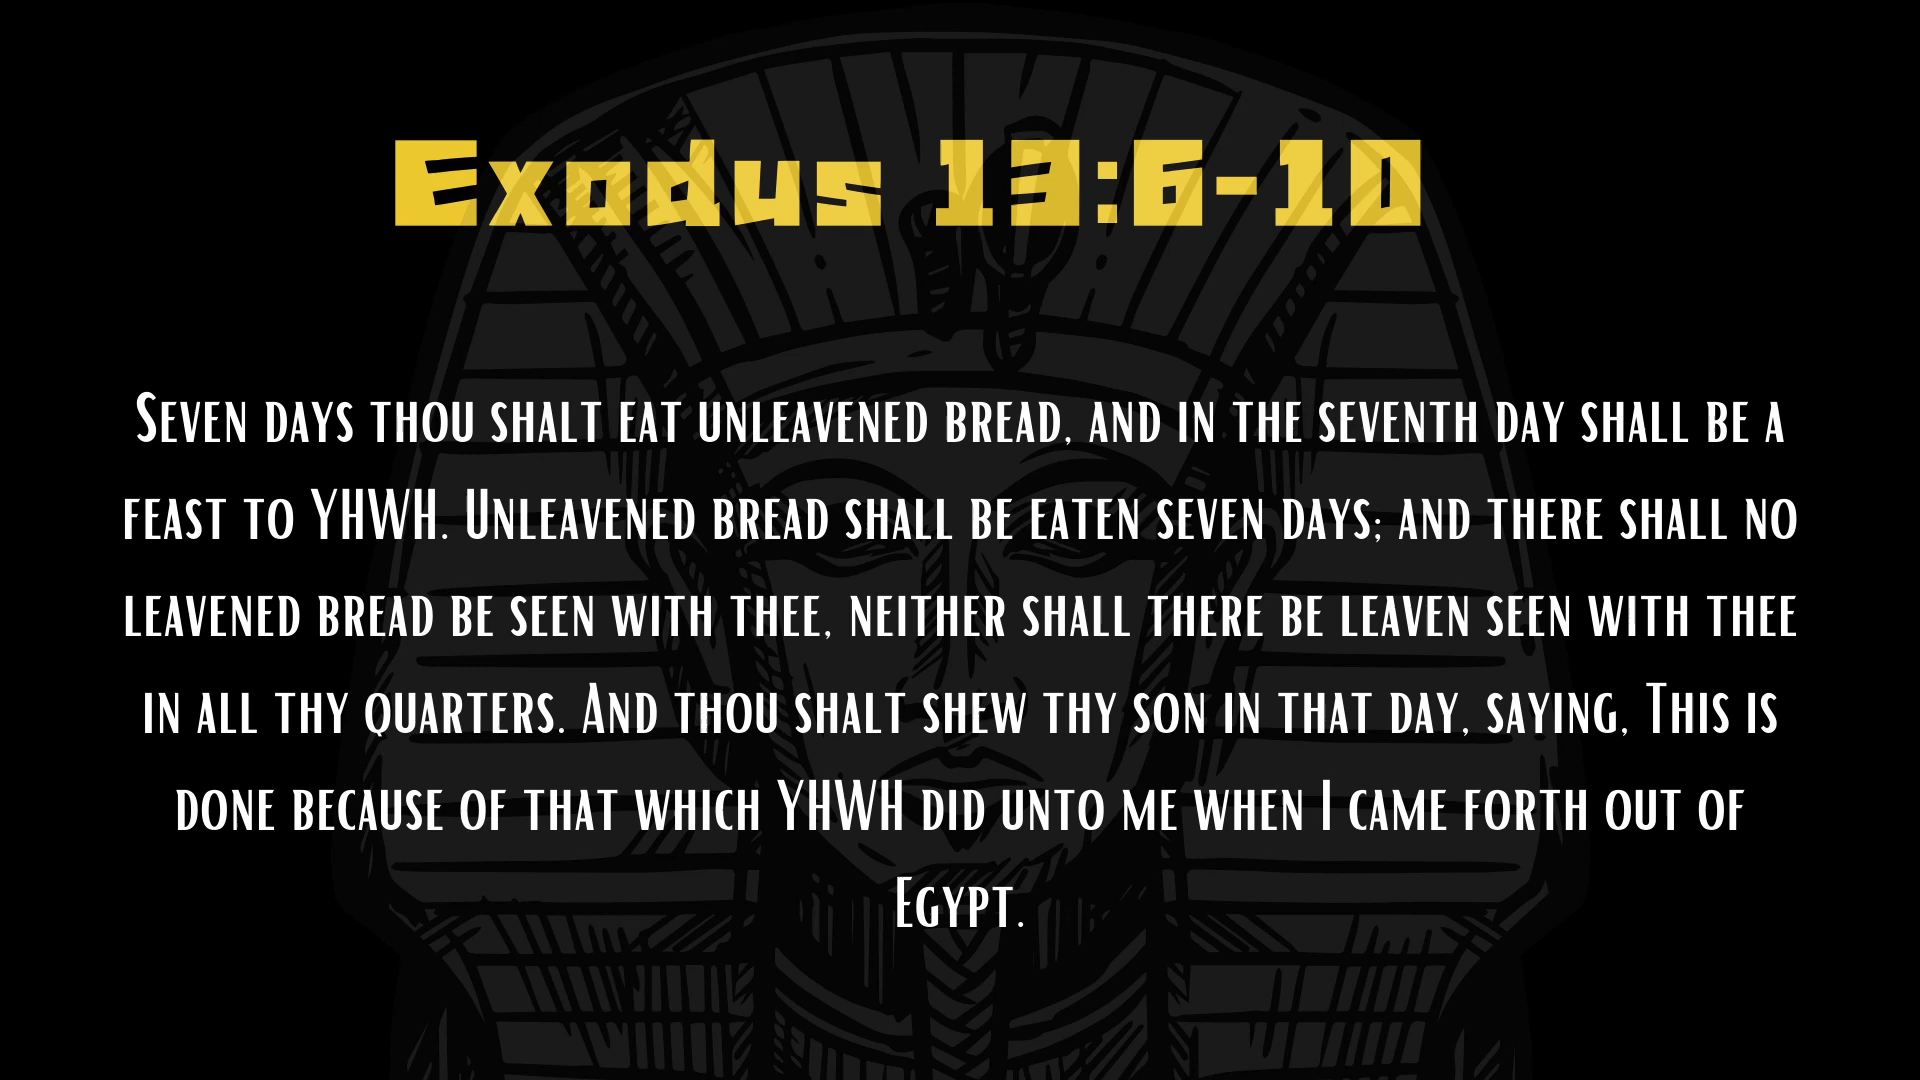 Exodus 13:6-10
Seven days thou shalt eat unleavened bread, and in the seventh day shall be a
feast to YHWH. Unleavened bread shall be eaten seven days; and there shall no
leavened bread be seen with thee, neither shall there be leaven seen with thee
in all thy quarters. And thou shalt shew thy son in that day, saying, This is
done because of that which YHWH did unto me when I came forth out of
Egypt.